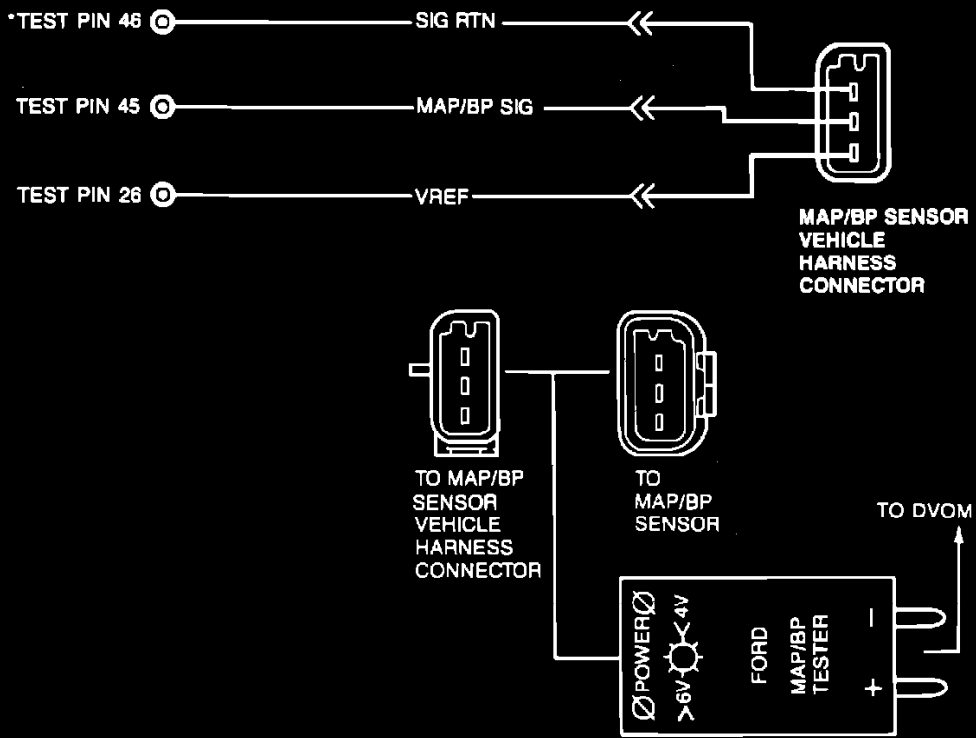 *TEST PIN 46
SIG RTN
TEST PIN 45
MAP/BP SIG
TEST PIN 26
VREF
MAP/BP SENSOR
VEHICLE
HARNESS
CONNECTOR
TO MAP/BP
SENSOR
VEHICLE
HARNESS
CONNECTOR
TO
MAP/BP
SENSOR
TO DVOM
POWER
>6V
<4V
FORD
MAP/BP
TESTER
−
+